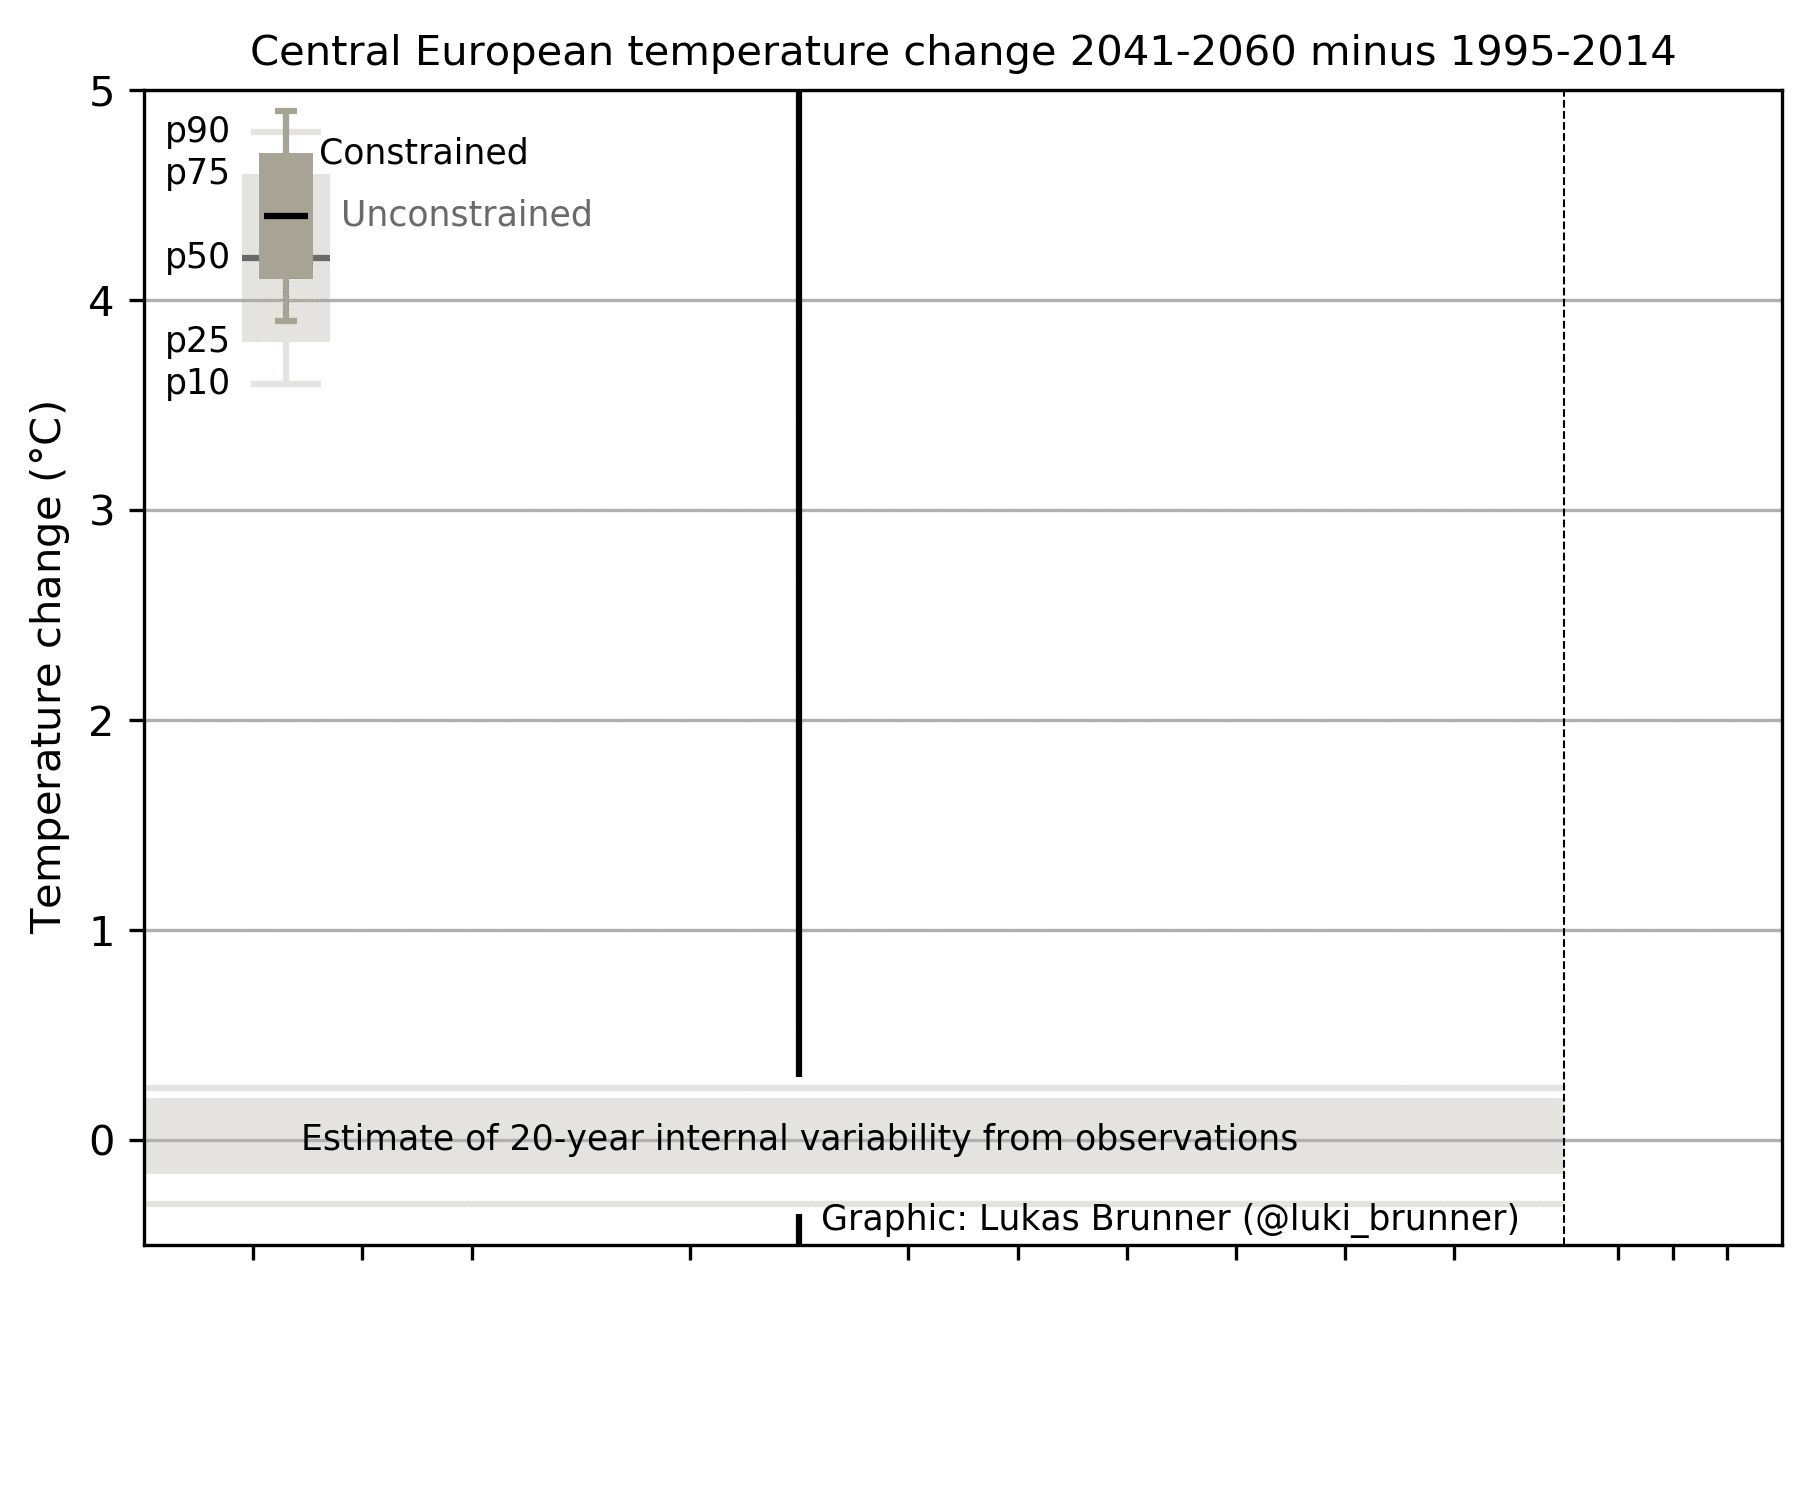 Central European temperature change 2041-2060 minus 1995-2014
5
p90
Constrained
p75
Unconstrained
p50
4
p25
p10
3
2
1
0
Temperature change (°C)
Estimate of 20-year internal variability from observations
Graphic: Lukas Brunner (@luki_brunner)